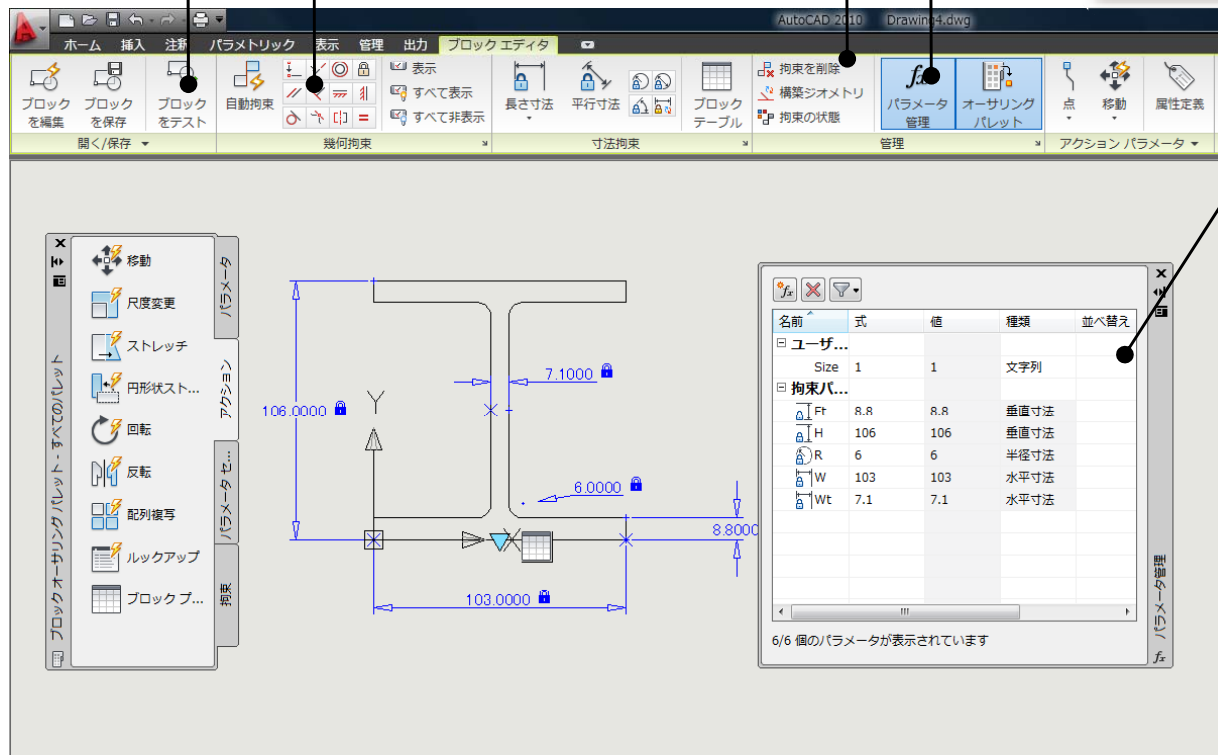 AutoCAD 2010 Drawing4.dwg
ホーム 挿入 注釈 パラメトリック 表示 管理 出力 ブロック エディタ
ブロックを編集
ブロックを保存
ブロックをテスト
開く/保存
自動拘束
表示
すべて表示
すべて非表示
幾何拘束
長さ寸法
平行寸法
ブロックテーブル
寸法拘束
拘束を削除
構築ジオメトリ
拘束の状態
パラメータ管理
オーサリングパレット
管理
点
移動
アクション パラメータ
属性定義
ブロック オーサリング パレット - すべてのパレット
移動
尺度変更
ストレッチ
円形状スト...
回転
反転
配列複写
ルックアップ
ブロック プ...
パラメータ
アクション
パラメータ セ...
拘束
106.0000
Y
7.1000
6.0000
8.8000
X
103.0000
fx
名前 式 値 種類 並べ替え
ユーザ...
Size 1 1 文字列
拘束パ...
Ft 8.8 8.8 垂直寸法
H 106 106 垂直寸法
R 6 6 半径寸法
W 103 103 水平寸法
Wt 7.1 7.1 水平寸法
6/6 個のパラメータが表示されています
パラメータ管理
fx